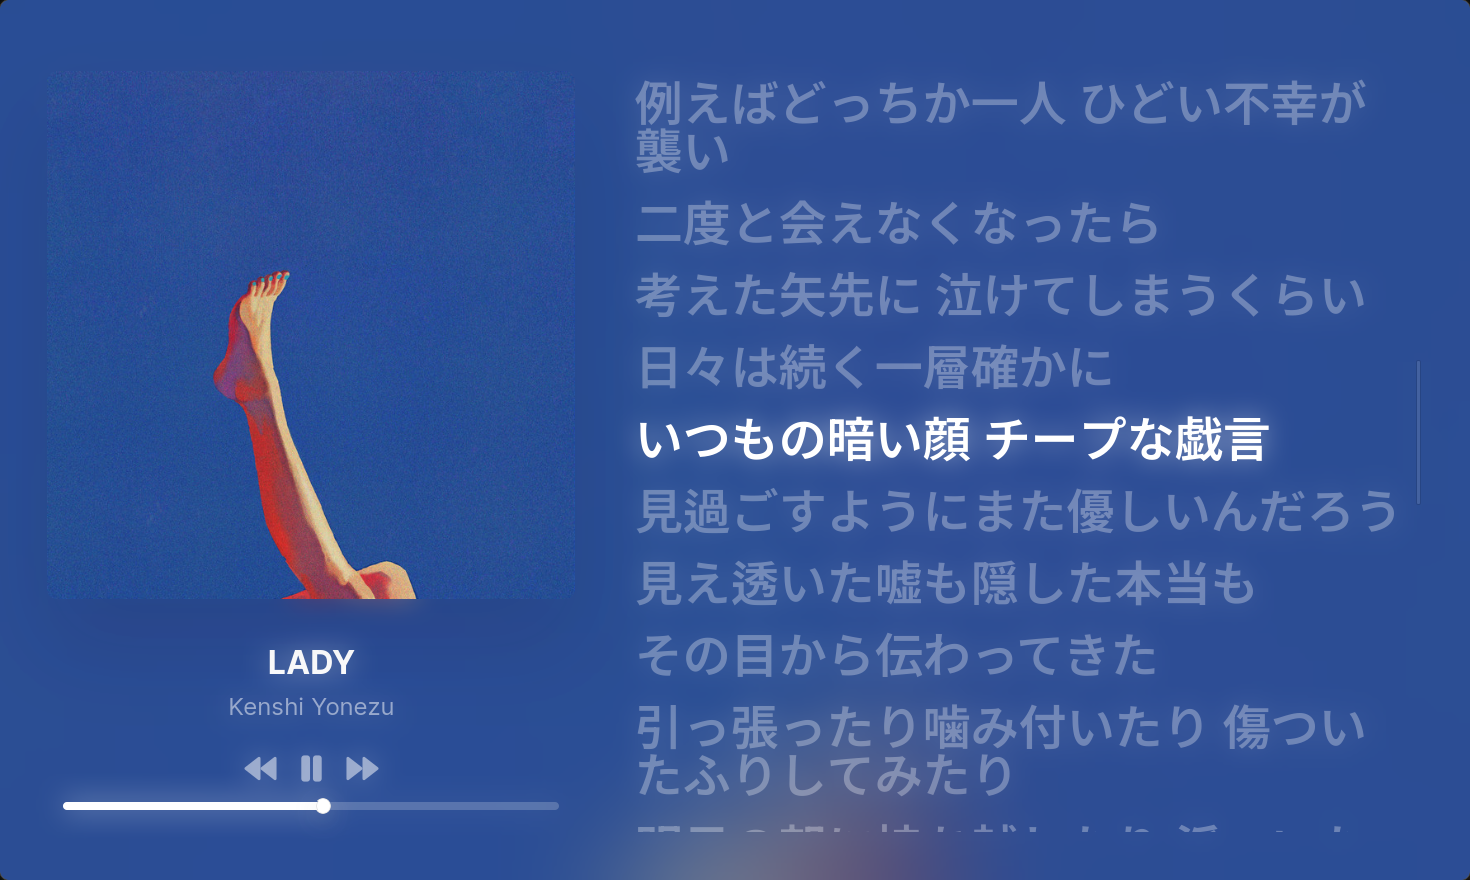 例えばどっちか一人 ひどい不幸が
襲い
二度と会えなくなったら
考えた矢先に 泣けてしまうくらい
日々は続く一層確かに
いつもの暗い顔 チープな戯言
見過ごすようにまた優しいんだろう
見え透いた嘘も隠した本当も
その目から伝わってきた
引っ張ったり噛み付いたり 傷つい
たふりしてみたり
LADY
Kenshi Yonezu